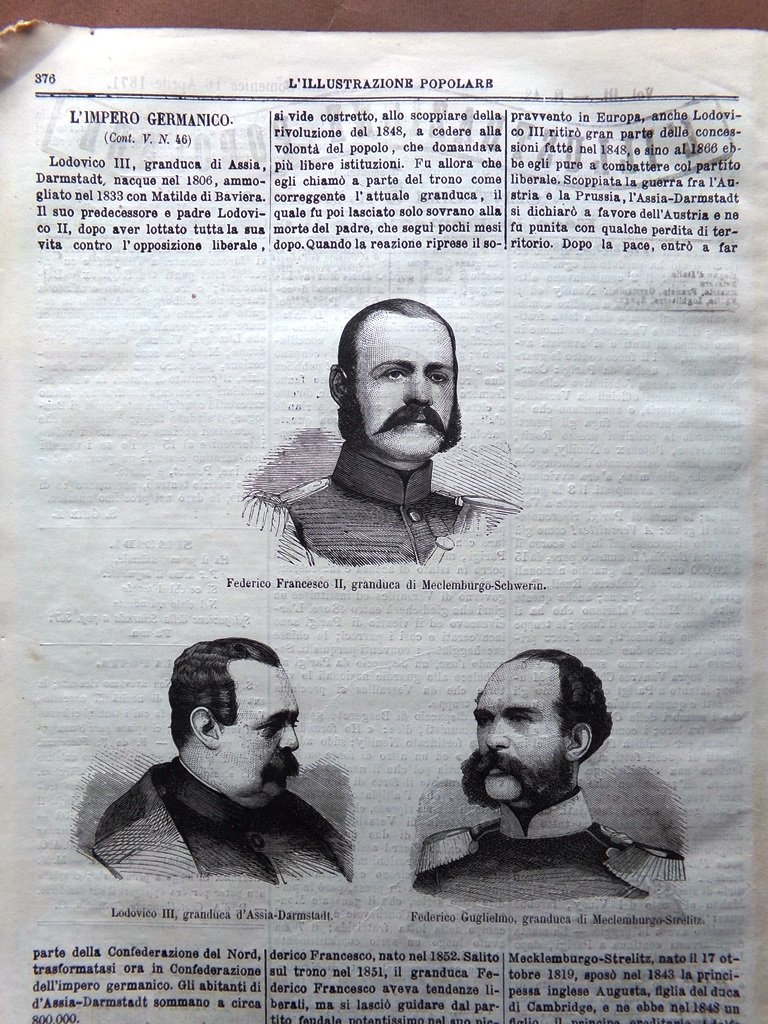 376
L'ILLUSTRAZIONE POPOLARE
L'IMPERO GERMANICO.
(Cont. V. N. 46)
Lodovico III, granduca di Assia,
Darmstadt, nacque nel 1806, ammo-
gliato nel 1833 con Matilde di Baviera.
Il suo predecessore e padre Lodovi-
co II, dopo aver lottato tutta la sua
vita contro l'opposizione liberale,
si vide costretto, allo scoppiare della
rivoluzione del 1848, a cedere alla
volontà del popolo, che domandava
più libere istituzioni. Fu allora che
egli chiamò a parte del trono come
correggente l'attuale granduca, il
quale fu poi lasciato solo sovrano alla
morte del padre, che seguì pochi mesi
dopo. Quando la reazione riprese il so-
pravvento in Europa, anche Lodovi-
co III ritirò gran parte delle conces-
sioni fatte nel 1848, e sino al 1866 eb-
be egli pure a combattere col partito
liberale. Scoppiata la guerra fra l'Au-
stria e la Prussia, l'Assia-Darmstadt
si dichiarò a favore dell'Austria e ne
fu punita con qualche perdita di ter-
ritorio. Dopo la pace, entrò a far
Federico Francesco II, granduca di Meclemburgo-Schwerin.
Lodovico III, granduca d'Assia-Darmstadt.
Federico Guglielmo, granduca di Meclemburgo-Strelitz.
parte della Confederazione del Nord,
trasformatasi ora in Confederazione
dell'impero germanico. Gli abitanti di
d'Assia-Darmstadt sommano a circa
800.000.
derico Francesco, nato nel 1852. Salito
sul trono nel 1851, il granduca Fe-
derico Francesco aveva tendenze li-
berali, ma si lasciò guidare dal par-
tito feudale potentissimo nel suo
Mecklemburgo-Strelitz, nato il 17 ot-
tobre 1819, sposò nel 1843 la princi-
pessa inglese Augusta, figlia del duca
di Cambridge, e ne ebbe nel 1848 un
figlio, il principe ereditario